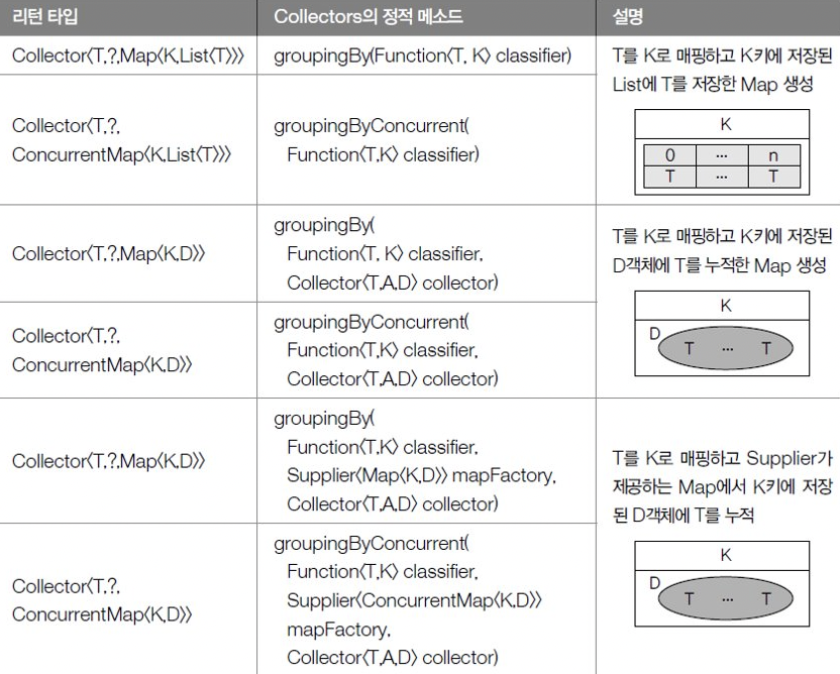 리턴 타입
Collectors의 정적 메소드
설명
Collector〈T,?,Map〈K,List〈T〉〉〉
groupingBy(Function〈T, K〉 classifier)
T를 K로 매핑하고 K키에 저장된
List에 T를 저장한 Map 생성
Collector〈T,?,
ConcurrentMap〈K,List〈T〉〉〉
groupingByConcurrent(
Function〈T,K〉 classifier)
K
0 ... n
T ... T
Collector〈T,?,Map〈K,D〉〉
groupingBy(
Function〈T, K〉 classifier,
Collector〈T,A,D〉 collector)
T를 K로 매핑하고 K키에 저장된
D객체에 T를 누적한 Map 생성
K
D
T ... T
Collector〈T,?,
ConcurrentMap〈K,D〉〉
groupingByConcurrent(
Function〈T,K〉 classifier,
Collector〈T,A,D〉 collector)
Collector〈T,?,Map〈K,D〉〉
groupingBy(
Function〈T,K〉 classifier,
Supplier〈Map〈K,D〉〉 mapFactory,
Collector〈T,A,D〉 collector)
T를 K로 매핑하고 Supplier가
제공하는 Map에서 K키에 저장
된 D객체에 T를 누적
K
D
T ... T
Collector〈T,?,
ConcurrentMap〈K,D〉〉
groupingByConcurrent(
Function〈T,K〉 classifier,
Supplier〈ConcurrentMap〈K,D〉〉
mapFactory,
Collector〈T,A,D〉 collector)